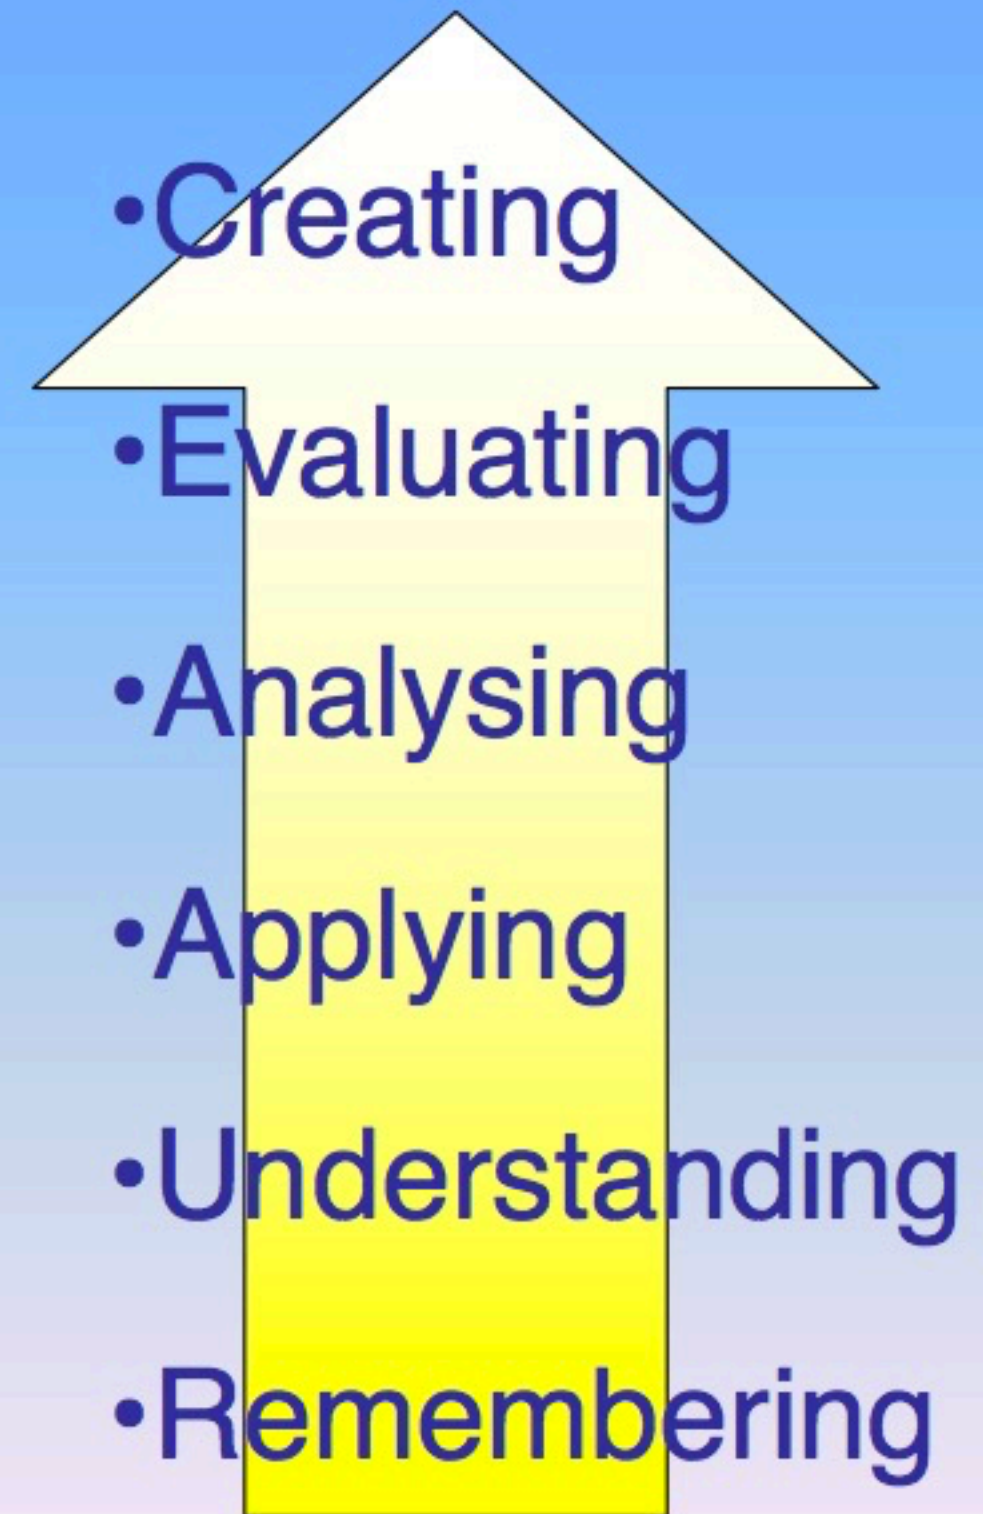 •Creating
•Evaluating
•Analysing
•Applying
•Understanding
•Remembering